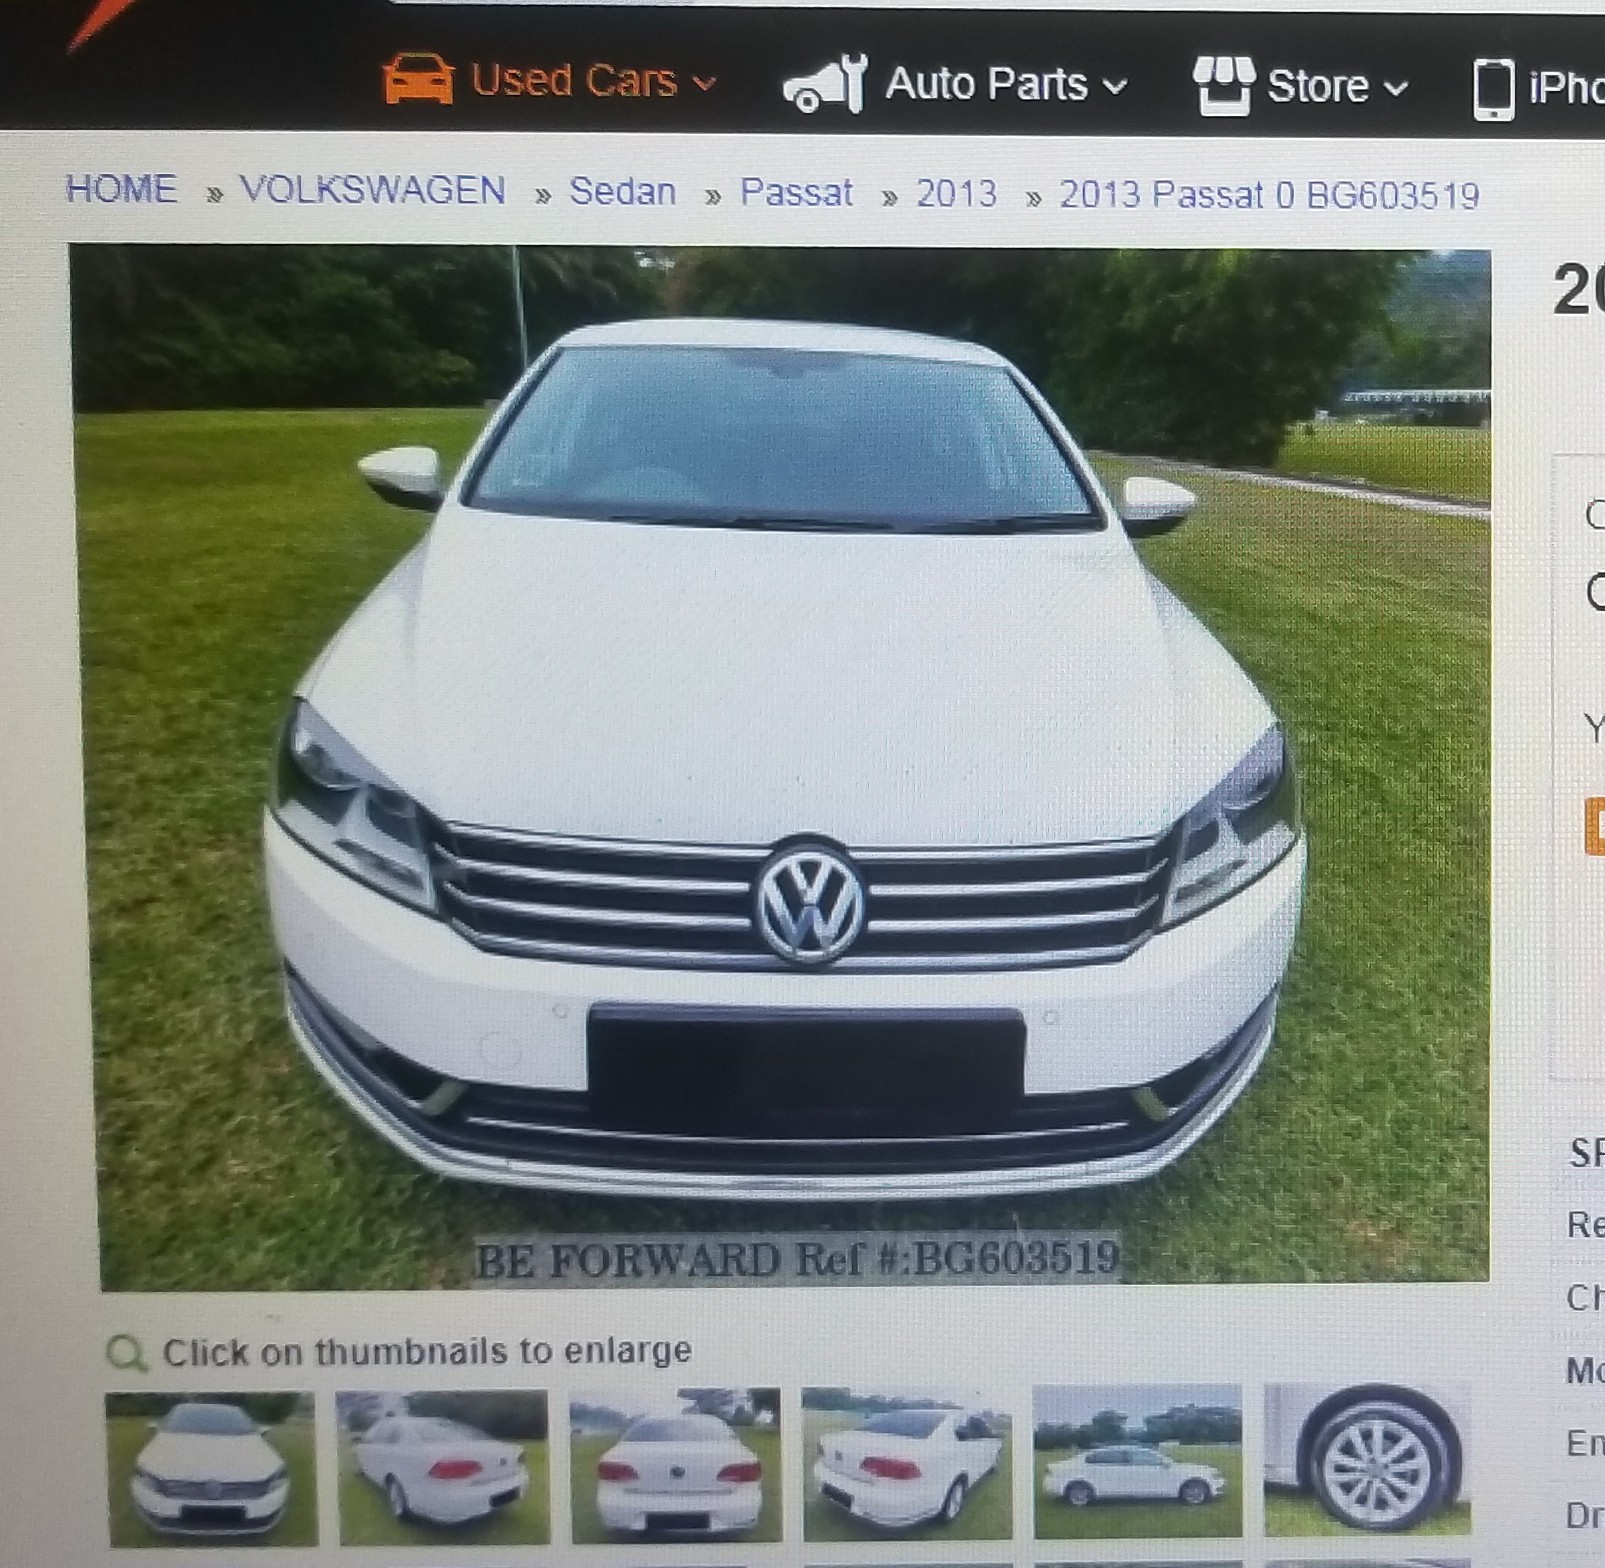 Used Cars
Auto Parts
Store
HOME » VOLKSWAGEN » Sedan » Passat » 2013 » 2013 Passat 0 BG603519
BE FORWARD Ref #:BG603519
Click on thumbnails to enlarge